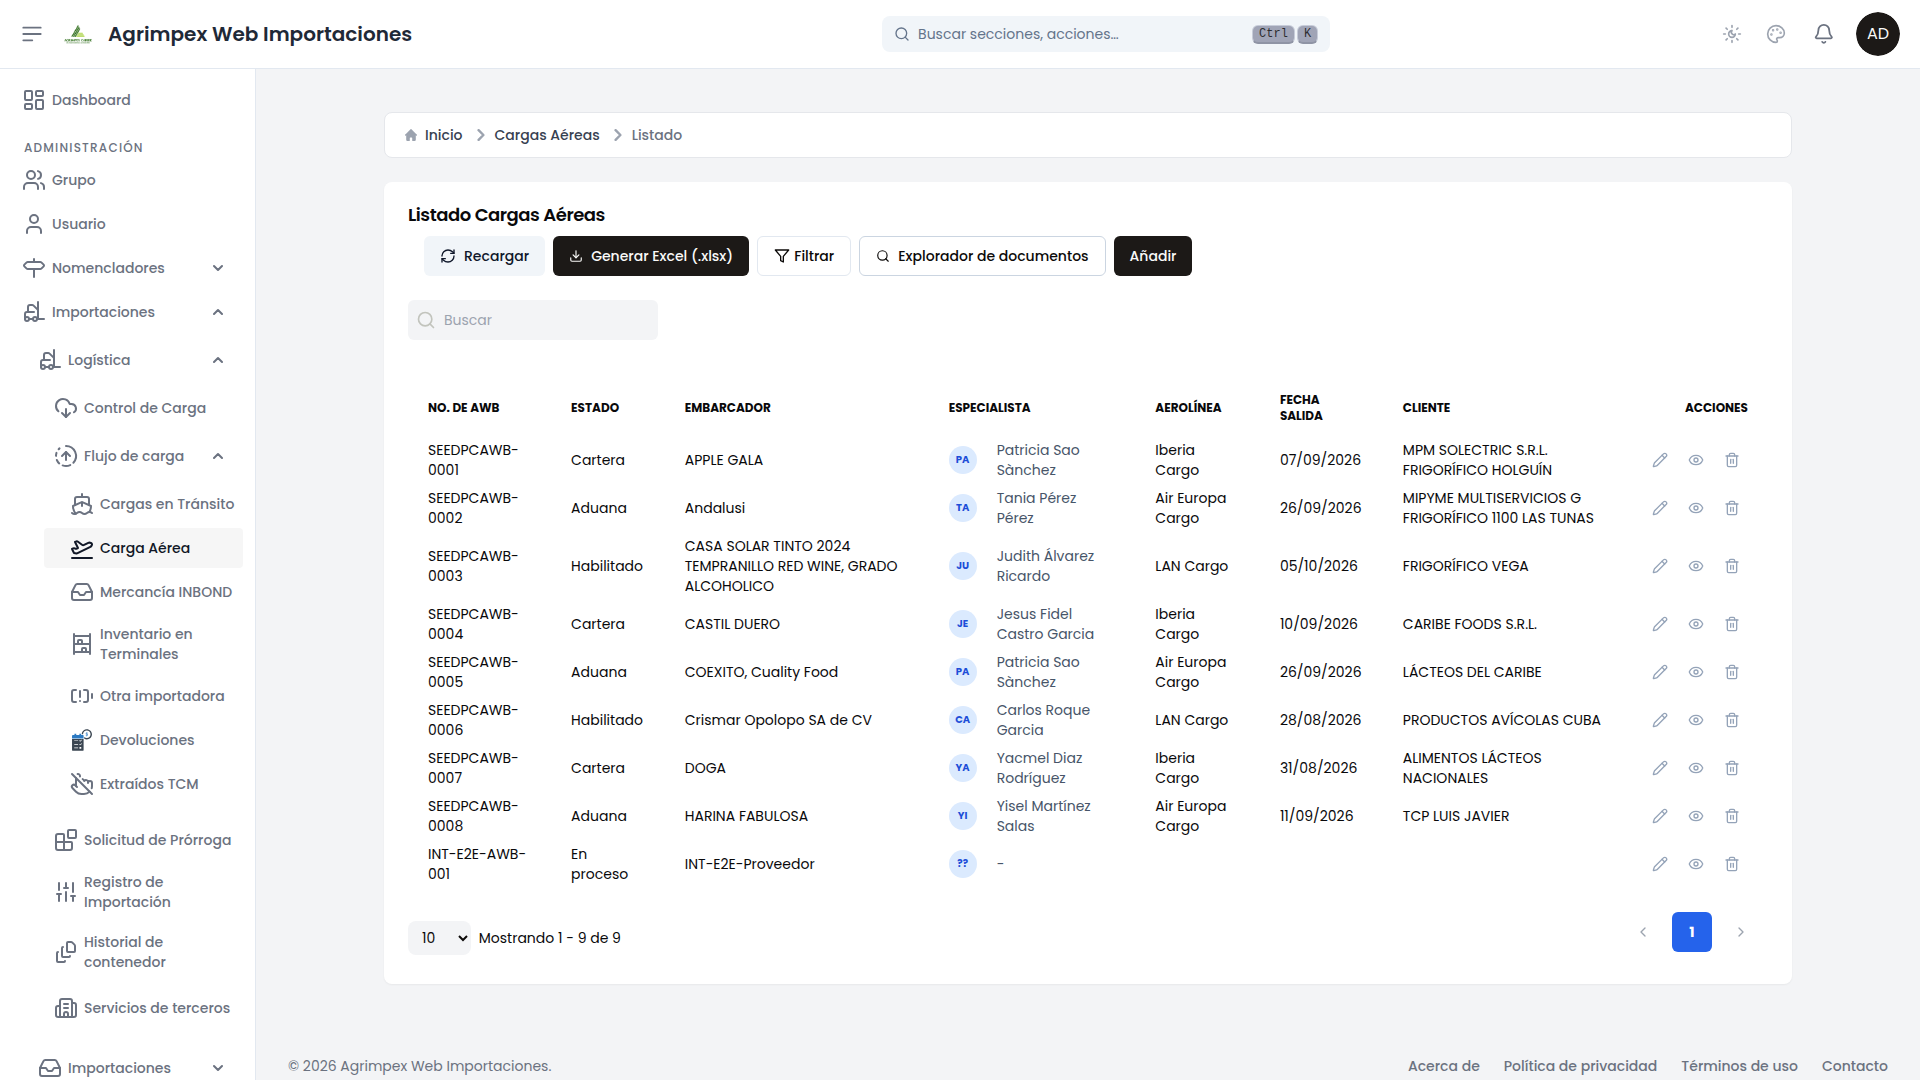 Agrimpex Web Importaciones
Buscar secciones, acciones...
Ctrl K
AD
Dashboard
ADMINISTRACIÓN
Grupo
Usuario
Nomencladores
Importaciones
Logística
Control de Carga
Flujo de carga
Cargas en Tránsito
Carga Aérea
Mercancía INBOND
Inventario en
Terminales
Otra importadora
Devoluciones
Extraídos TCM
Solicitud de Prórroga
Registro de
Importación
Historial de
contenedor
Servicios de terceros
Importaciones
Inicio > Cargas Aéreas > Listado
Listado Cargas Aéreas
Recargar
Generar Excel (.xlsx)
Filtrar
Explorador de documentos
Añadir
Buscar
NO. DE AWB ESTADO EMBARCADOR ESPECIALISTA AEROLÍNEA FECHA SALIDA CLIENTE ACCIONES
SEEDPCAWB-0001 Cartera APPLE GALA PA Patricia Sao Sànchez Iberia Cargo 07/09/2026 MPM SOLECTRIC S.R.L. FRIGORÍFICO HOLGUÍN
SEEDPCAWB-0002 Aduana Andalusi TA Tania Pérez Pérez Air Europa Cargo 26/09/2026 MIPYME MULTISERVICIOS G FRIGORÍFICO 1100 LAS TUNAS
SEEDPCAWB-0003 Habilitado CASA SOLAR TINTO 2024 TEMPRANILLO RED WINE, GRADO ALCOHOLICO JU Judith Álvarez Ricardo LAN Cargo 05/10/2026 FRIGORÍFICO VEGA
SEEDPCAWB-0004 Cartera CASTIL DUERO JE Jesus Fidel Castro Garcia Iberia Cargo 10/09/2026 CARIBE FOODS S.R.L.
SEEDPCAWB-0005 Aduana COEXITO, Cuality Food PA Patricia Sao Sànchez Air Europa Cargo 26/09/2026 LÁCTEOS DEL CARIBE
SEEDPCAWB-0006 Habilitado Crismar Opolopo SA de CV CA Carlos Roque Garcia LAN Cargo 28/08/2026 PRODUCTOS AVÍCOLAS CUBA
SEEDPCAWB-0007 Cartera DOGA YA Yacmel Diaz Rodríguez Iberia Cargo 31/08/2026 ALIMENTOS LÁCTEOS NACIONALES
SEEDPCAWB-0008 Aduana HARINA FABULOSA YI Yisel Martínez Salas Air Europa Cargo 11/09/2026 TCP LUIS JAVIER
INT-E2E-AWB-001 En proceso INT-E2E-Proveedor ?? -
10 Mostrando 1 - 9 de 9
1
© 2026 Agrimpex Web Importaciones.
Acerca de
Política de privacidad
Términos de uso
Contacto